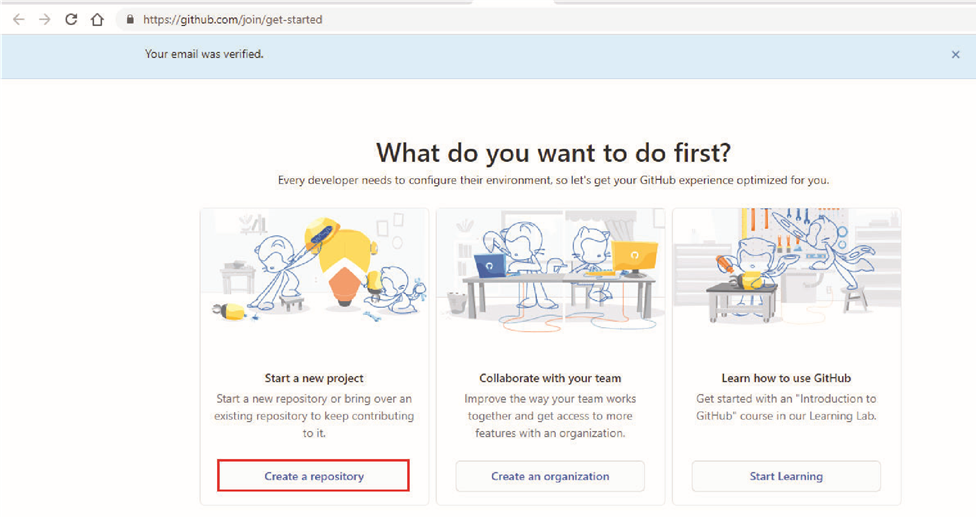 https://github.com/join/get-started
Your email was verified.
What do you want to do first?
Every developer needs to configure their environment, so let's get your GitHub experience optimized for you.
Start a new project
Start a new repository or bring over an
existing repository to keep contributing
to it.
Create a repository
Collaborate with your team
Improve the way your team works
together and get access to more
features with an organization.
Create an organization
Learn how to use GitHub
Get started with an "Introduction to
GitHub" course in our Learning Lab.
Start Learning